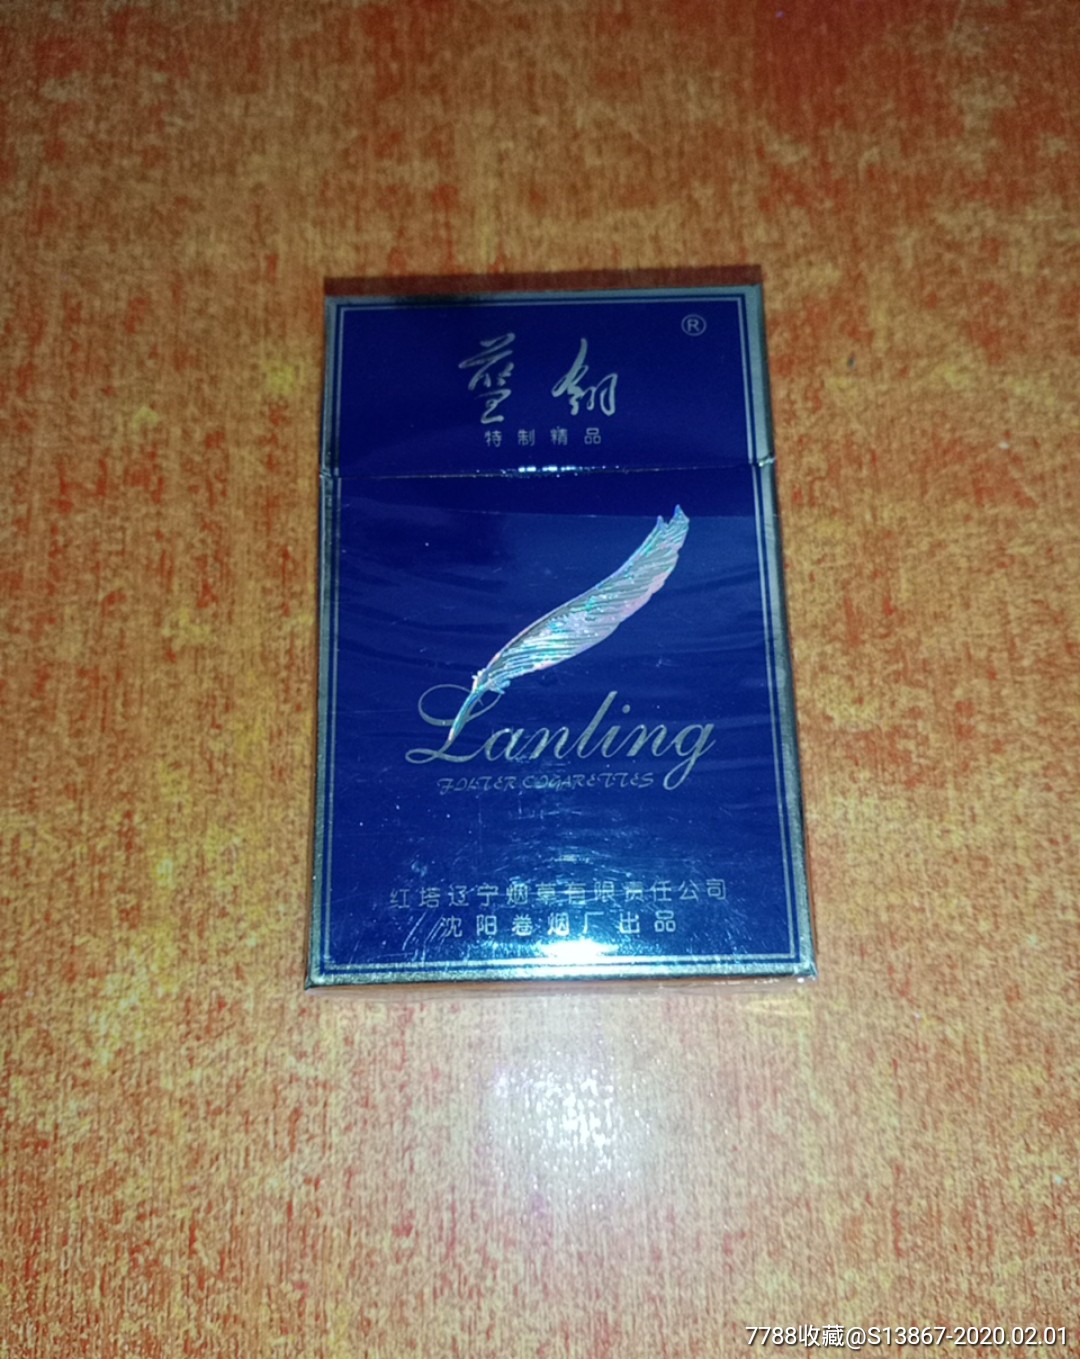 ®
蓝翎
特制精品
Lanling
FILTER CIGARETTES
红塔辽宁烟草有限责任公司
沈阳卷烟厂出品
7788收藏@S13867-2020.02.01